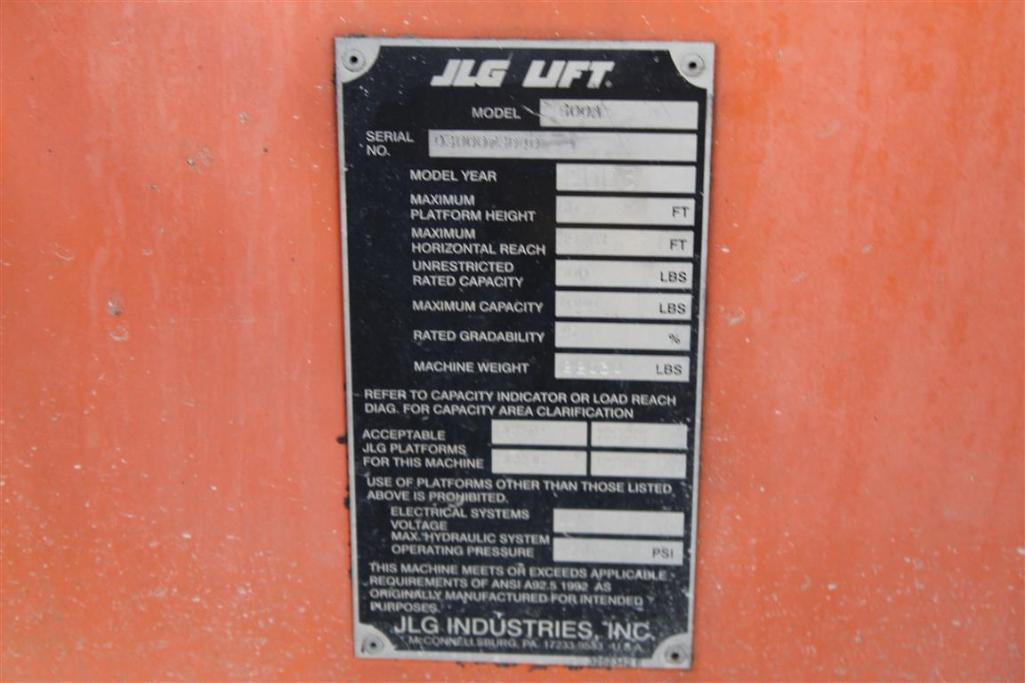 JLG LIFT
MODEL
SERIAL
NO.
MODEL YEAR
MAXIMUM
PLATFORM HEIGHT FT
MAXIMUM
HORIZONTAL REACH FT
UNRESTRICTED
RATED CAPACITY LBS
MAXIMUM CAPACITY LBS
RATED GRADABILITY %
MACHINE WEIGHT LBS
REFER TO CAPACITY INDICATOR OR LOAD REACH
DIAG. FOR CAPACITY AREA CLARIFICATION
ACCEPTABLE
JLG PLATFORMS
FOR THIS MACHINE
USE OF PLATFORMS OTHER THAN THOSE LISTED
ABOVE IS PROHIBITED.
ELECTRICAL SYSTEMS
VOLTAGE
MAX. HYDRAULIC SYSTEM
OPERATING PRESSURE PSI
THIS MACHINE MEETS OR EXCEEDS APPLICABLE
REQUIREMENTS OF ANSI A92.5 1992 AS
ORIGINALLY MANUFACTURED FOR INTENDED
PURPOSES.
JLG INDUSTRIES, INC.
McCONNELLSBURG, PA. 17233-9533 U.S.A.